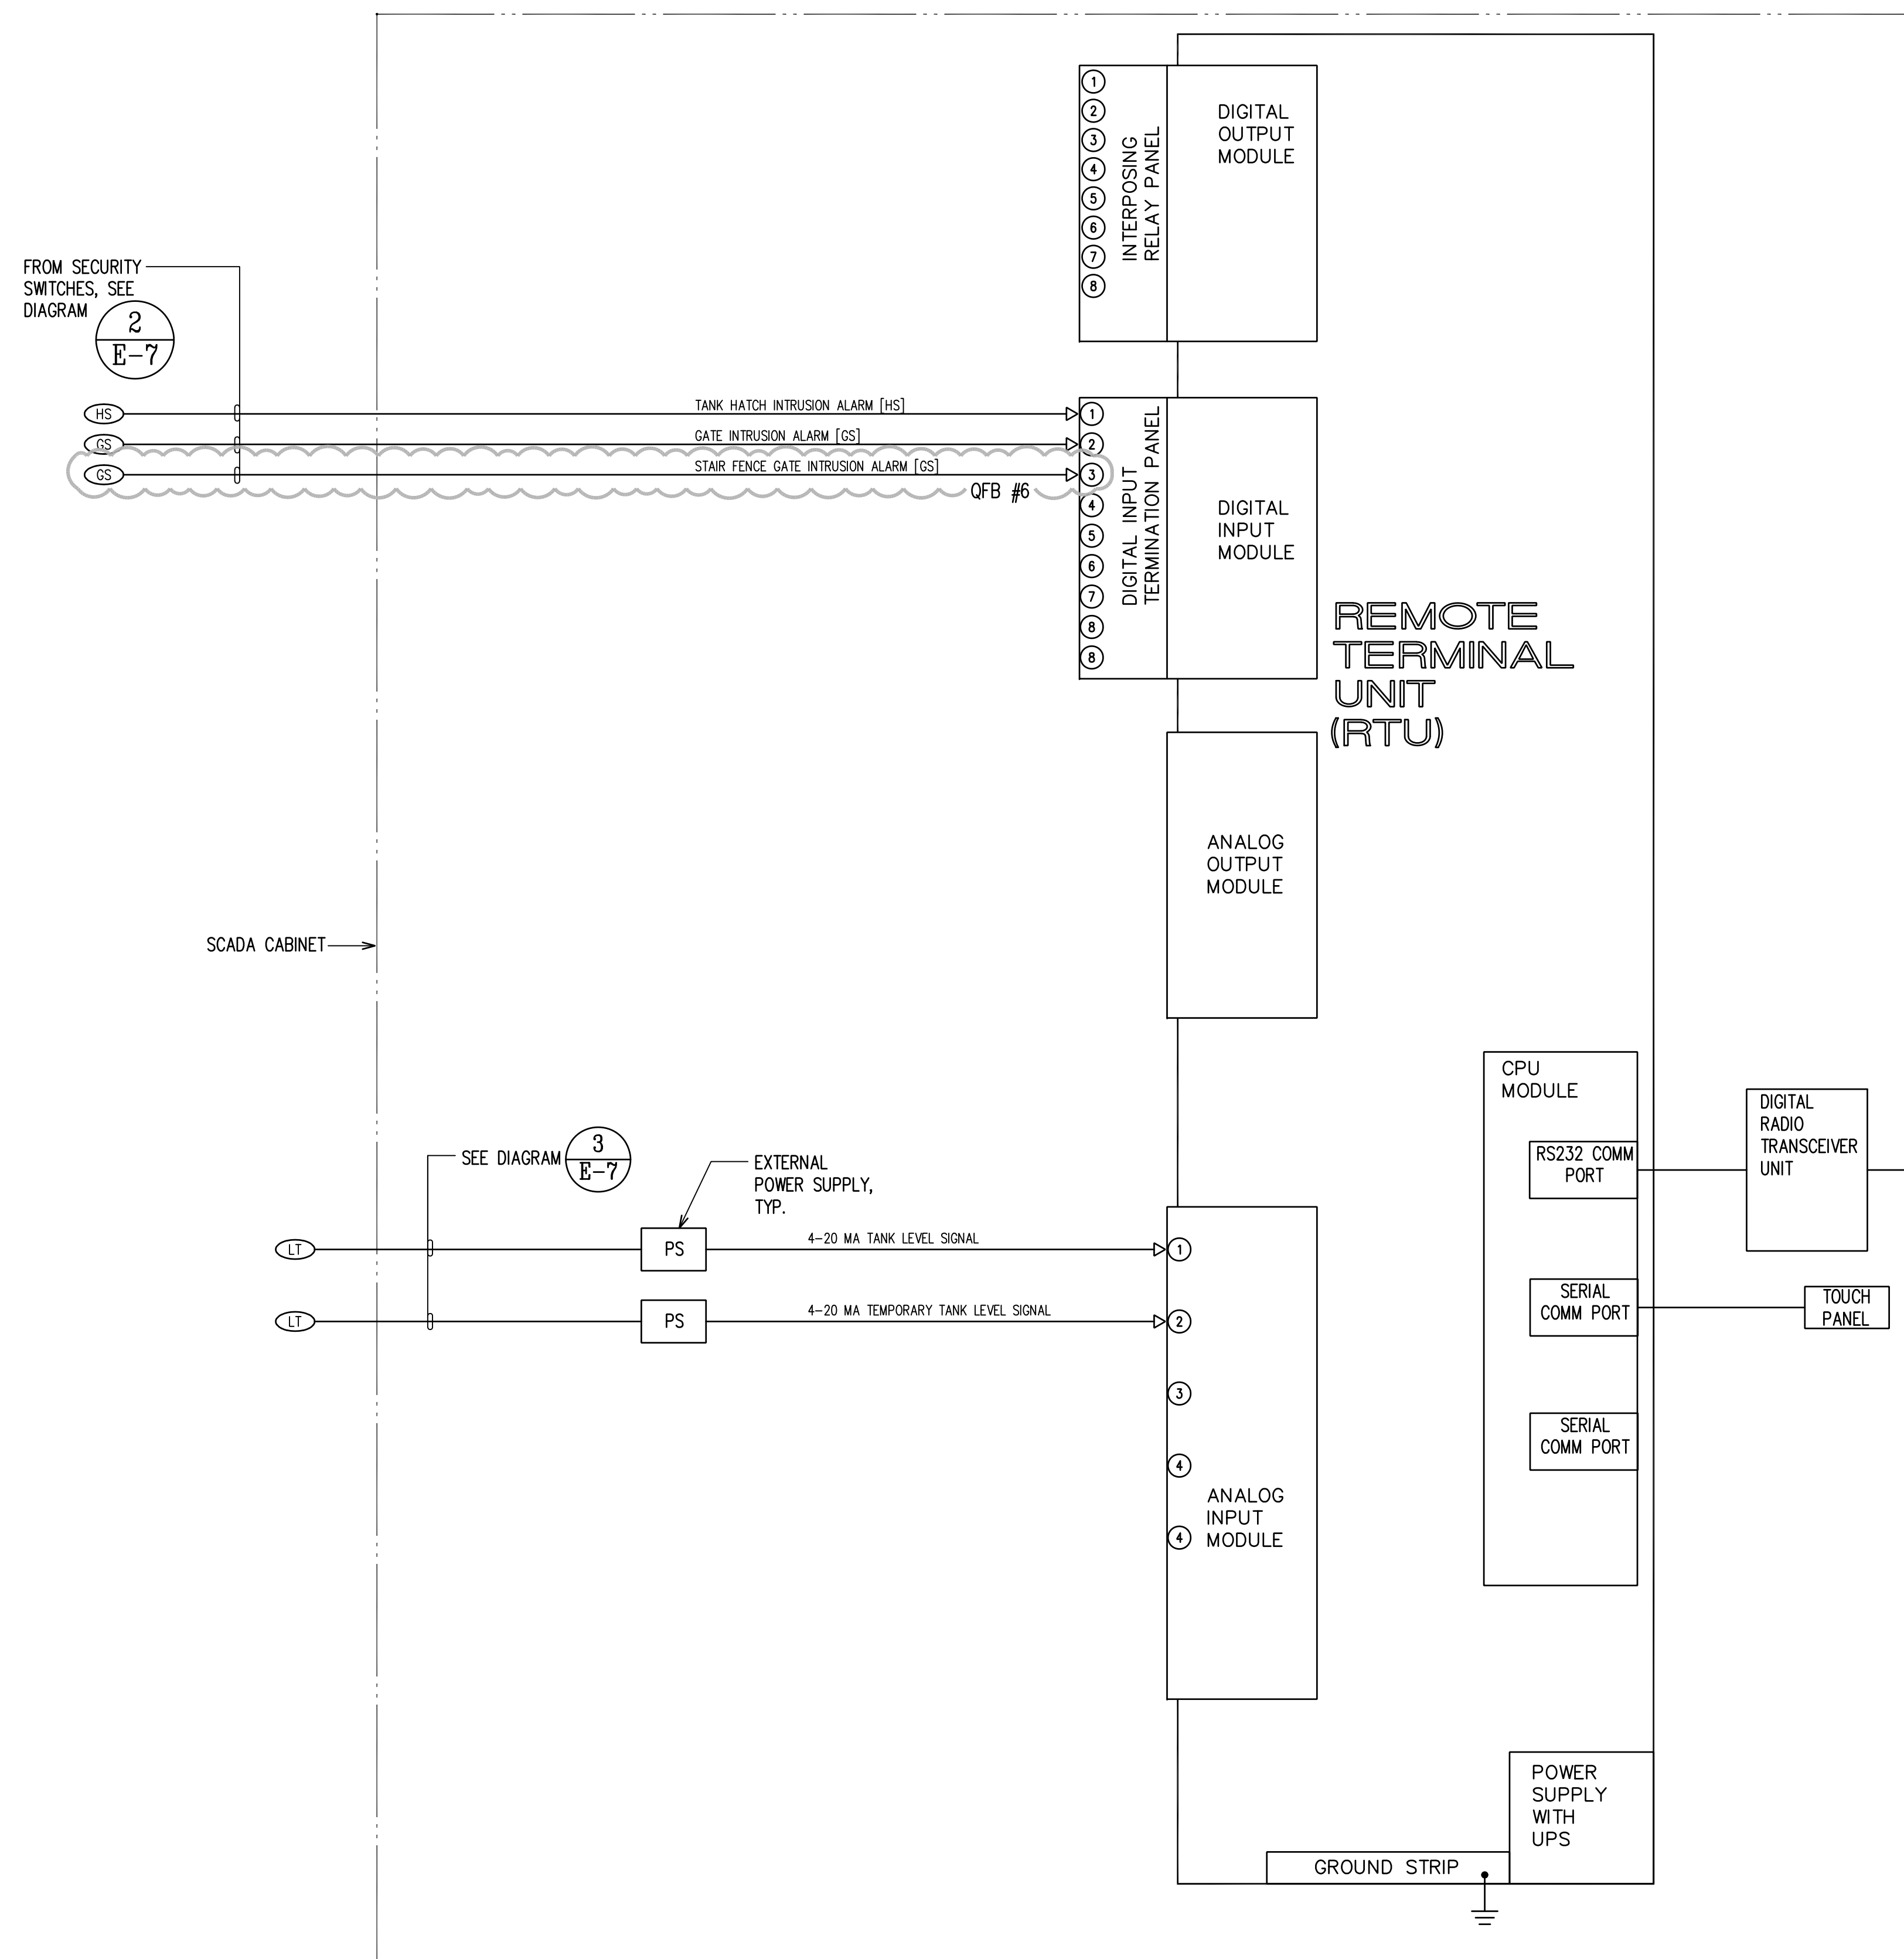 1
2
3
4
5
6
7
8
INTERPOSING
RELAY PANEL
DIGITAL
OUTPUT
MODULE
FROM SECURITY
SWITCHES, SEE
DIAGRAM
2
E-7
HS
TANK HATCH INTRUSION ALARM [HS]
GS
GATE INTRUSION ALARM [GS]
GS
STAIR FENCE GATE INTRUSION ALARM [GS]
QFB #6
1
2
3
4
5
6
7
8
8
DIGITAL INPUT
TERMINATION PANEL
DIGITAL
INPUT
MODULE
REMOTE
TERMINAL
UNIT
(RTU)
ANALOG
OUTPUT
MODULE
SCADA CABINET
CPU
MODULE
RS232 COMM
PORT
DIGITAL
RADIO
TRANSCEIVER
UNIT
SEE DIAGRAM
3
E-7
EXTERNAL
POWER SUPPLY,
TYP.
LT
PS
4-20 MA TANK LEVEL SIGNAL
LT
PS
4-20 MA TEMPORARY TANK LEVEL SIGNAL
1
2
3
4
4
ANALOG
INPUT
MODULE
SERIAL
COMM PORT
TOUCH
PANEL
SERIAL
COMM PORT
POWER
SUPPLY
WITH
UPS
GROUND STRIP